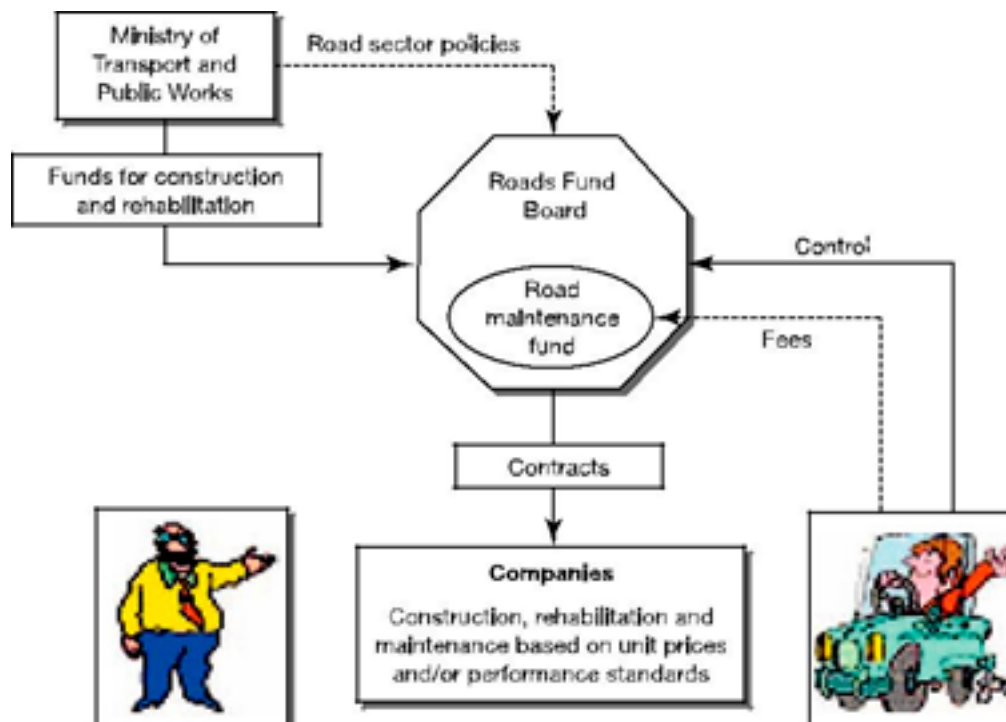 Ministry of
Transport and
Public Works
Road sector policies
Funds for construction
and rehabilitation
Roads Fund
Board
Control
Road
maintenance
fund
Fees
Contracts
Companies
Construction, rehabilitation and
maintenance based on unit prices
and/or performance standards